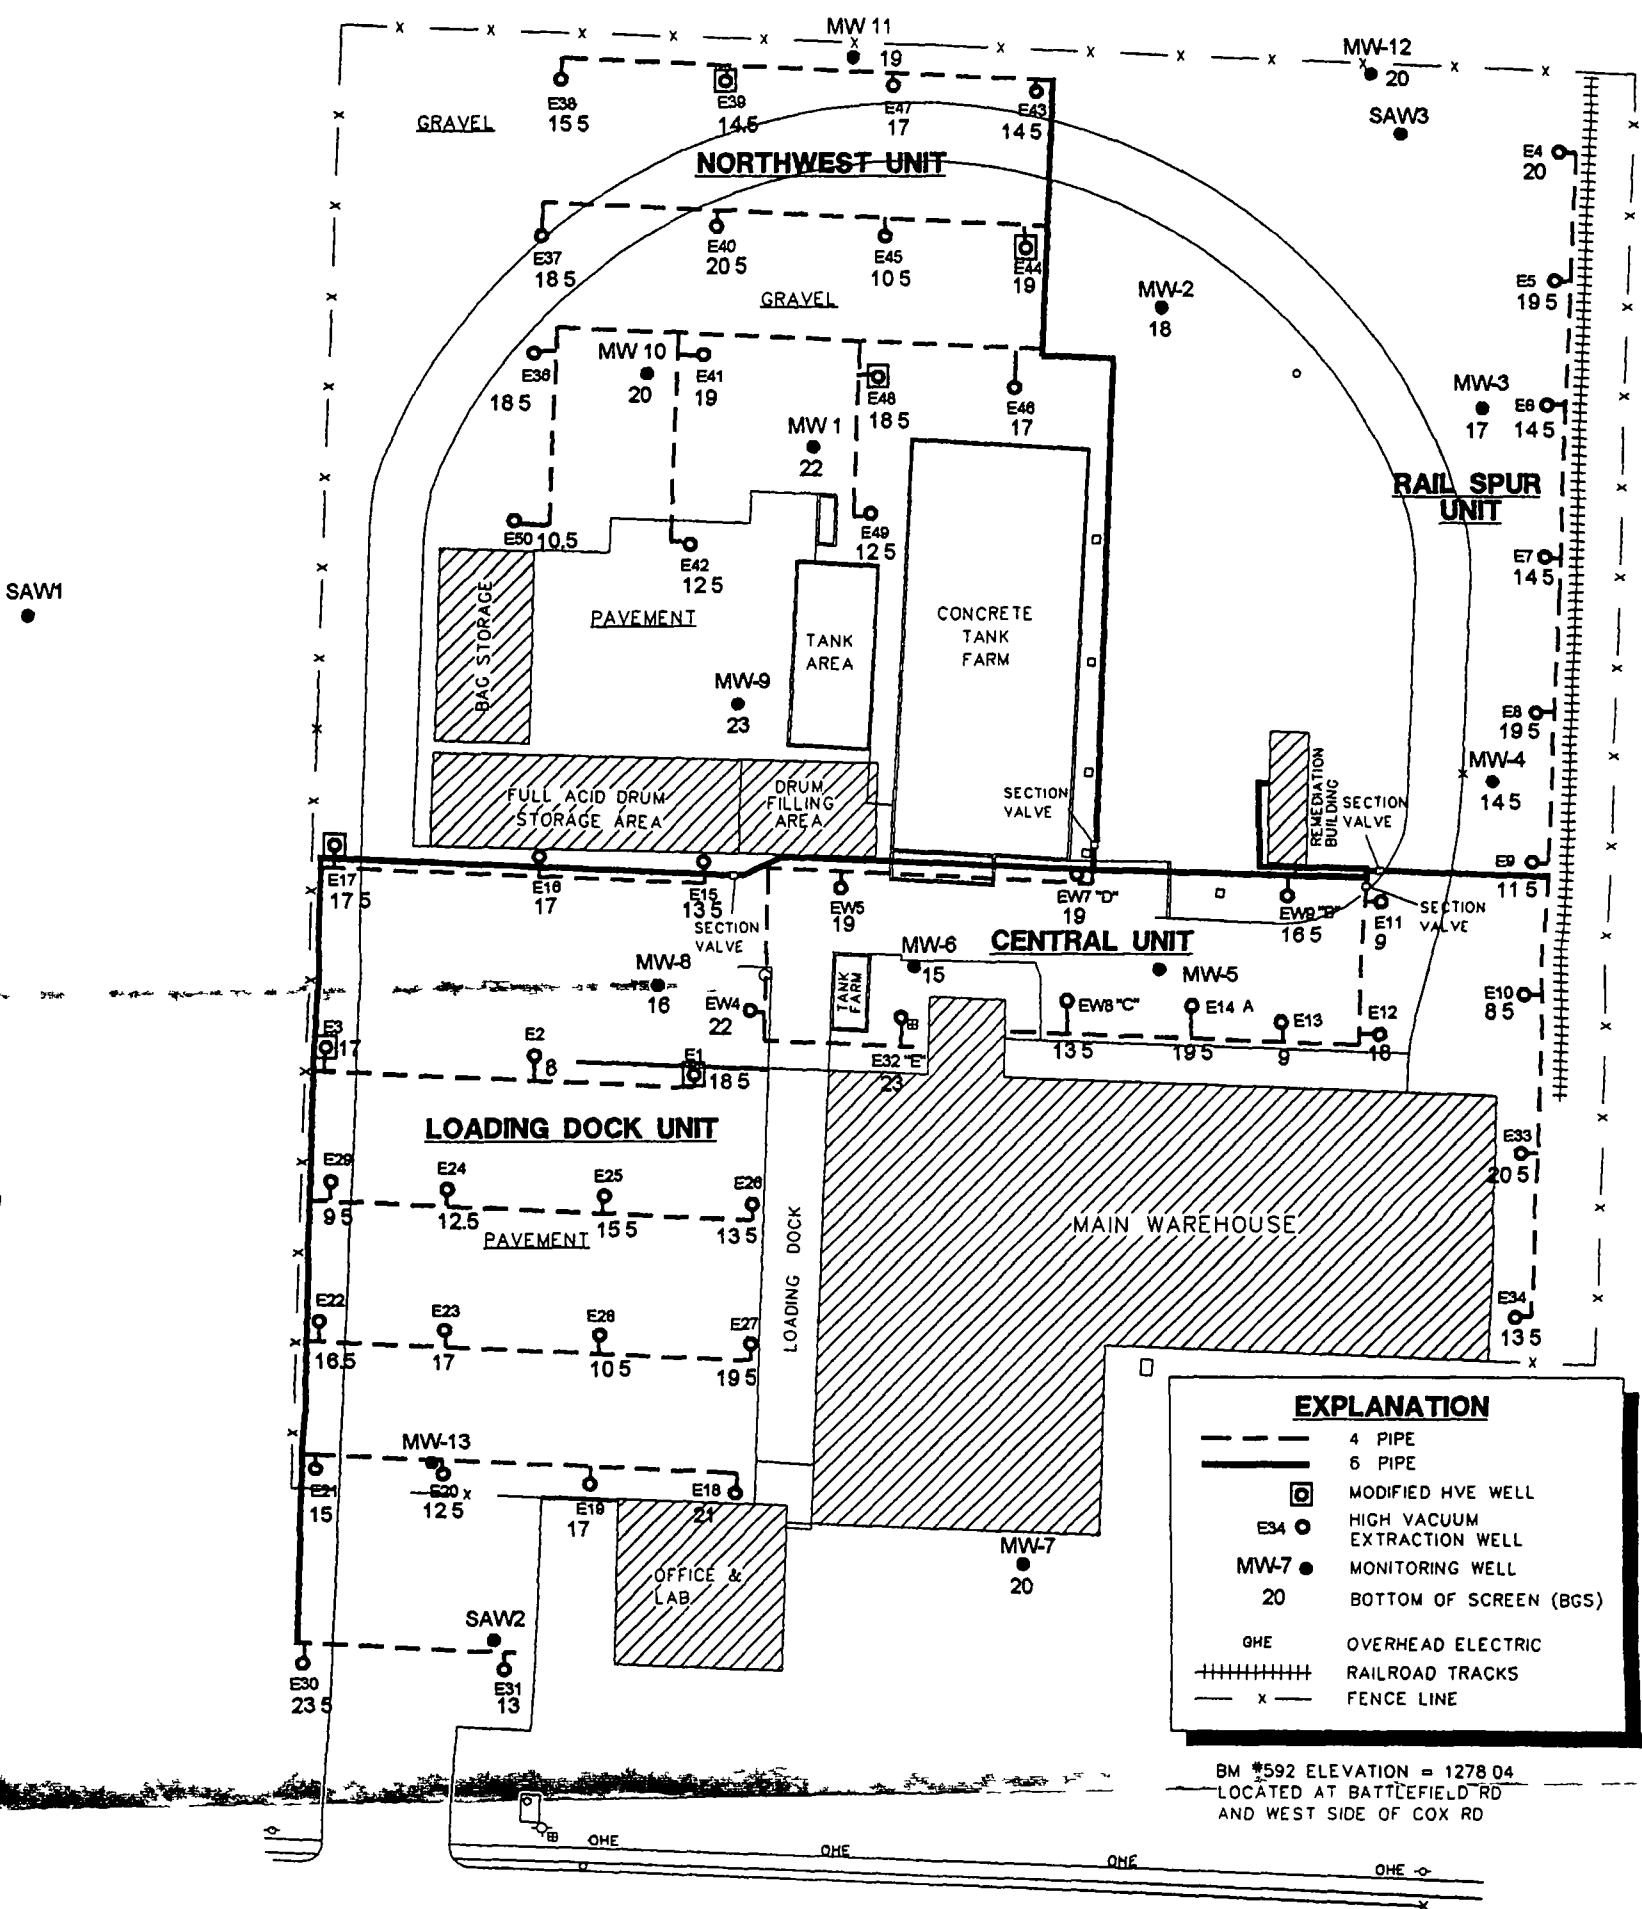 MW 11
19
MW-12
20
SAW3
E38
15 5
E39
14.5
E47
17
E43
14 5
GRAVEL
NORTHWEST UNIT
E4
20
E37
18 5
E40
20 5
E45
10 5
E44
19
GRAVEL
MW-2
18
E5
19 5
E36
18 5
MW 10
20
E41
19
E48
18 5
E46
17
MW-3
17
E6
14 5
MW 1
22
RAIL SPUR
UNIT
E50 10.5
E42
12 5
E49
12 5
E7
14 5
SAW1
BAG STORAGE
PAVEMENT
TANK
AREA
CONCRETE
TANK
FARM
MW-9
23
E8
19 5
MW-4
14 5
FULL ACID DRUM
STORAGE AREA
DRUM
FILLING
AREA
SECTION
VALVE
REMEDIATION
BUILDING
SECTION
VALVE
E17
17 5
E16
17
E15
13 5
SECTION
VALVE
EW5
19
EW7 "D"
19
EW9 "B"
16 5
E11
9
SECTION
VALVE
E9
11 5
CENTRAL UNIT
MW-8
16
MW-6
15
MW-5
EW4
22
TANK
FARM
E32 "E"
23
EW8 "C"
13 5
E14 A
19 5
E13
9
E12
18
E10
8 5
E3
17
E2
8
E1
18 5
LOADING DOCK UNIT
E29
9 5
E24
12.5
E25
15 5
E26
13 5
PAVEMENT
LOADING DOCK
MAIN WAREHOUSE
E33
20 5
E22
16.5
E23
17
E28
10 5
E27
19 5
E34
13 5
MW-13
E21
15
E20
12 5
E19
17
E18
21
OFFICE &
LAB
MW-7
20
SAW2
E30
23 5
E31
13
EXPLANATION
4 PIPE
6 PIPE
MODIFIED HVE WELL
E34
HIGH VACUUM
EXTRACTION WELL
MW-7
MONITORING WELL
20
BOTTOM OF SCREEN (BGS)
OHE
OVERHEAD ELECTRIC
RAILROAD TRACKS
x
FENCE LINE
BM #592 ELEVATION = 1278 04
LOCATED AT BATTLEFIELD RD
AND WEST SIDE OF COX RD
OHE
OHE
OHE
OHE